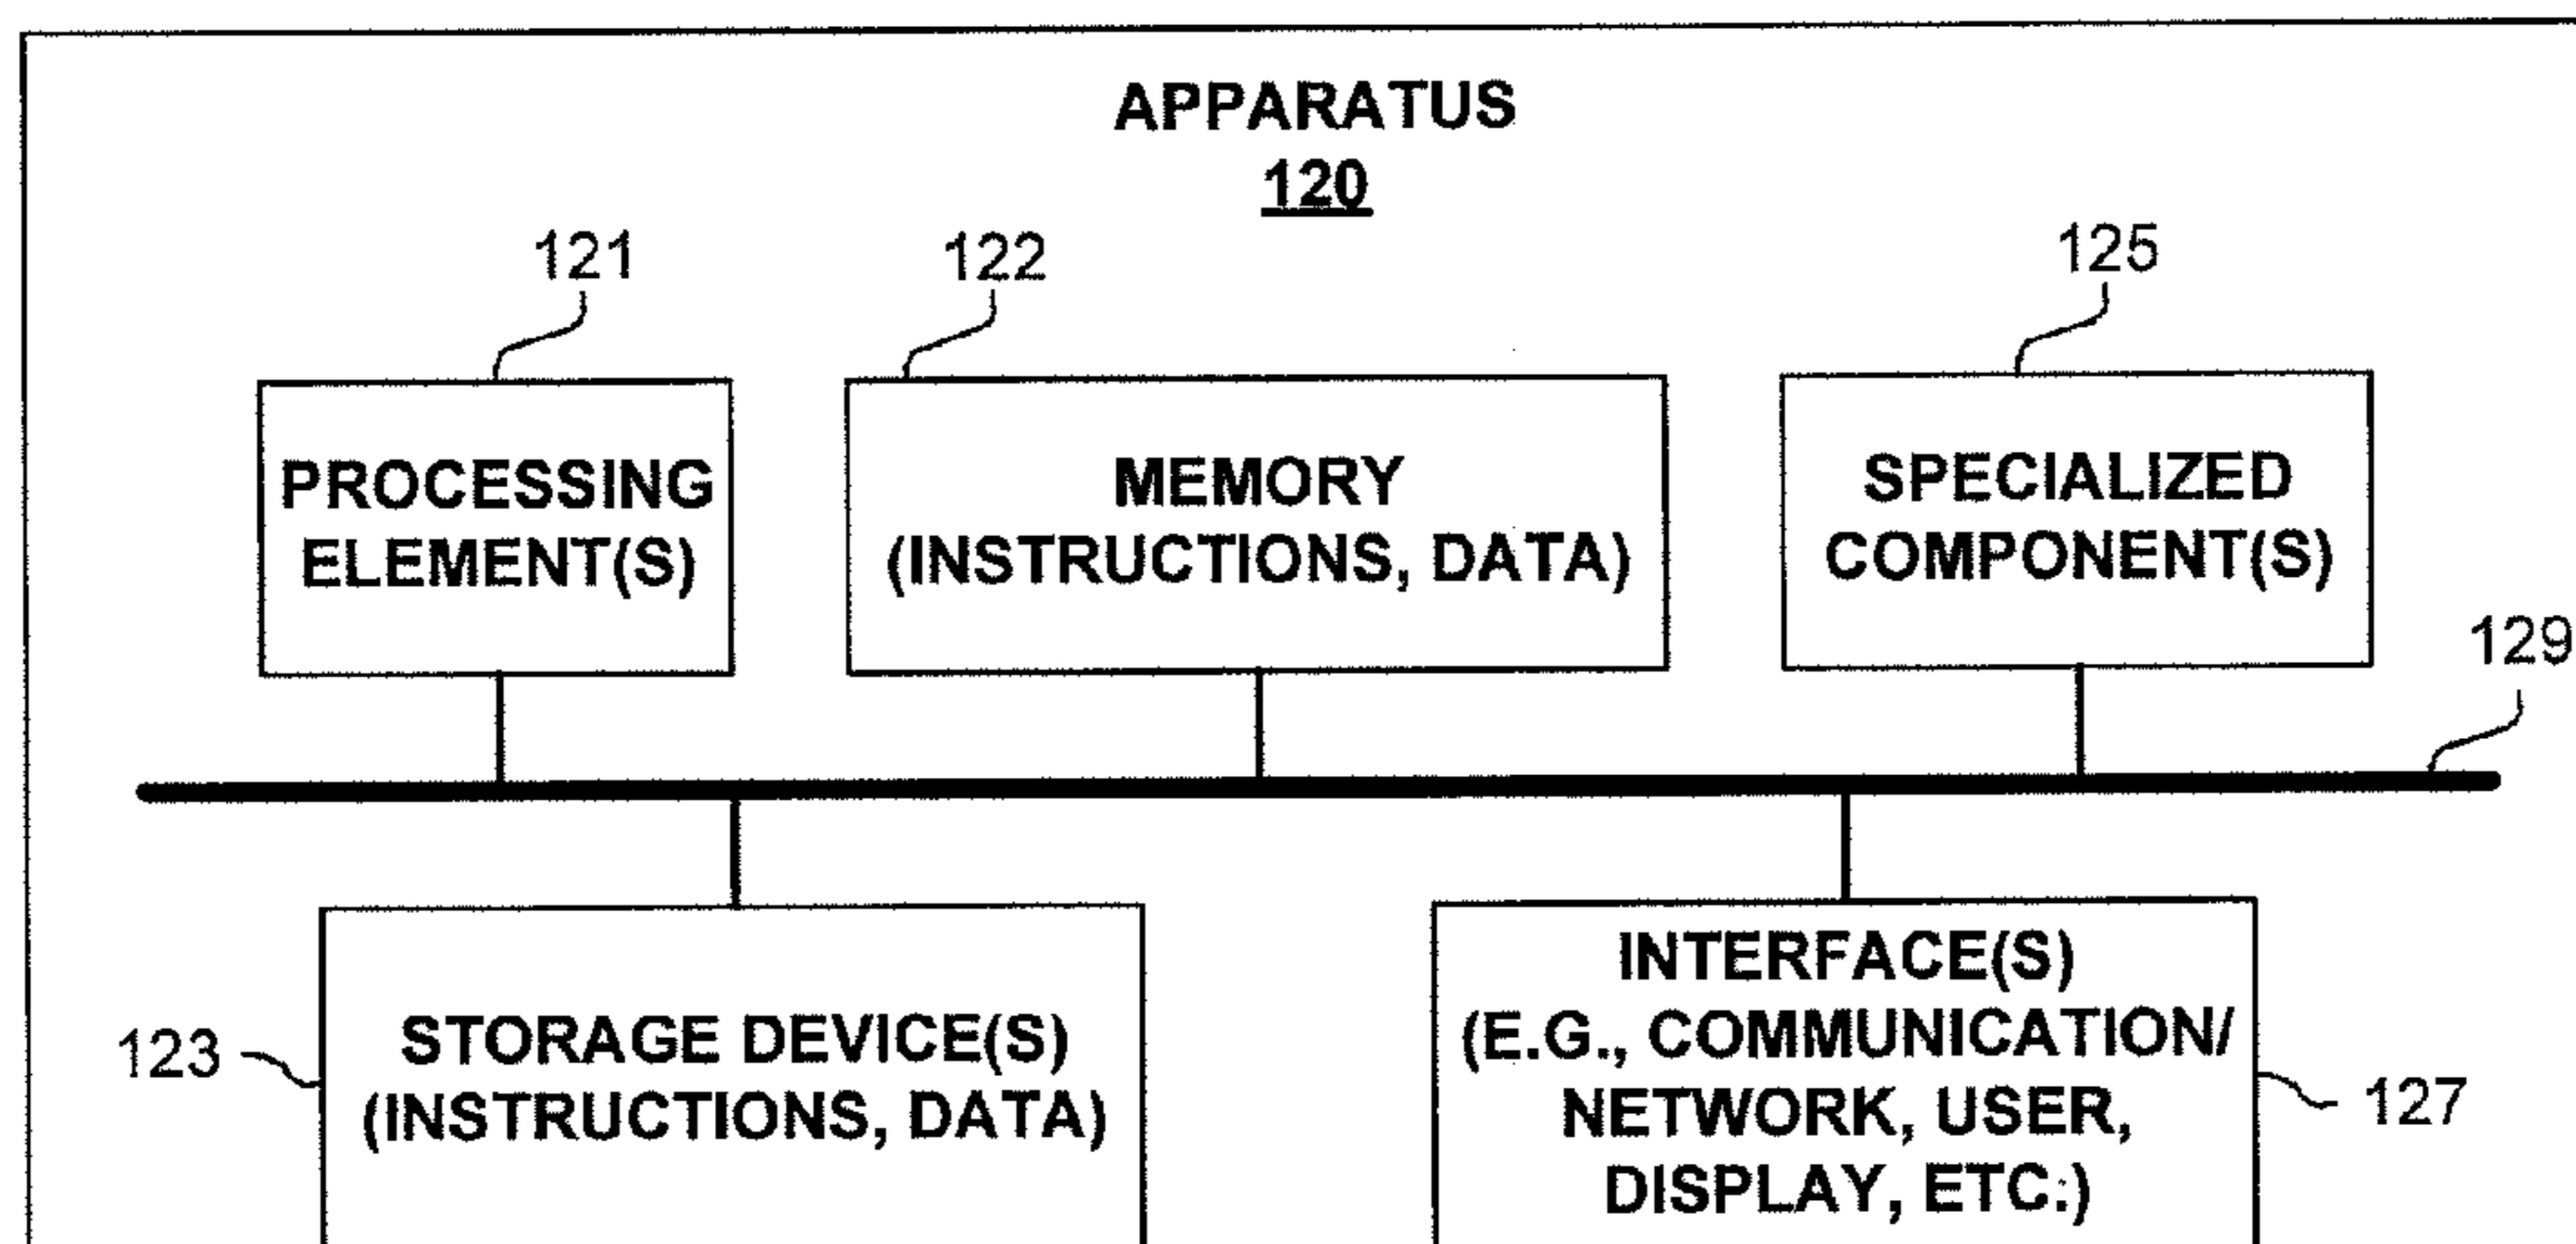 APPARATUS
120
121
122
125
PROCESSING
ELEMENT(S)
MEMORY
(INSTRUCTIONS, DATA)
SPECIALIZED
COMPONENT(S)
129
123
STORAGE DEVICE(S)
(INSTRUCTIONS, DATA)
INTERFACE(S)
(E.G., COMMUNICATION/
NETWORK, USER,
DISPLAY, ETC.)
127